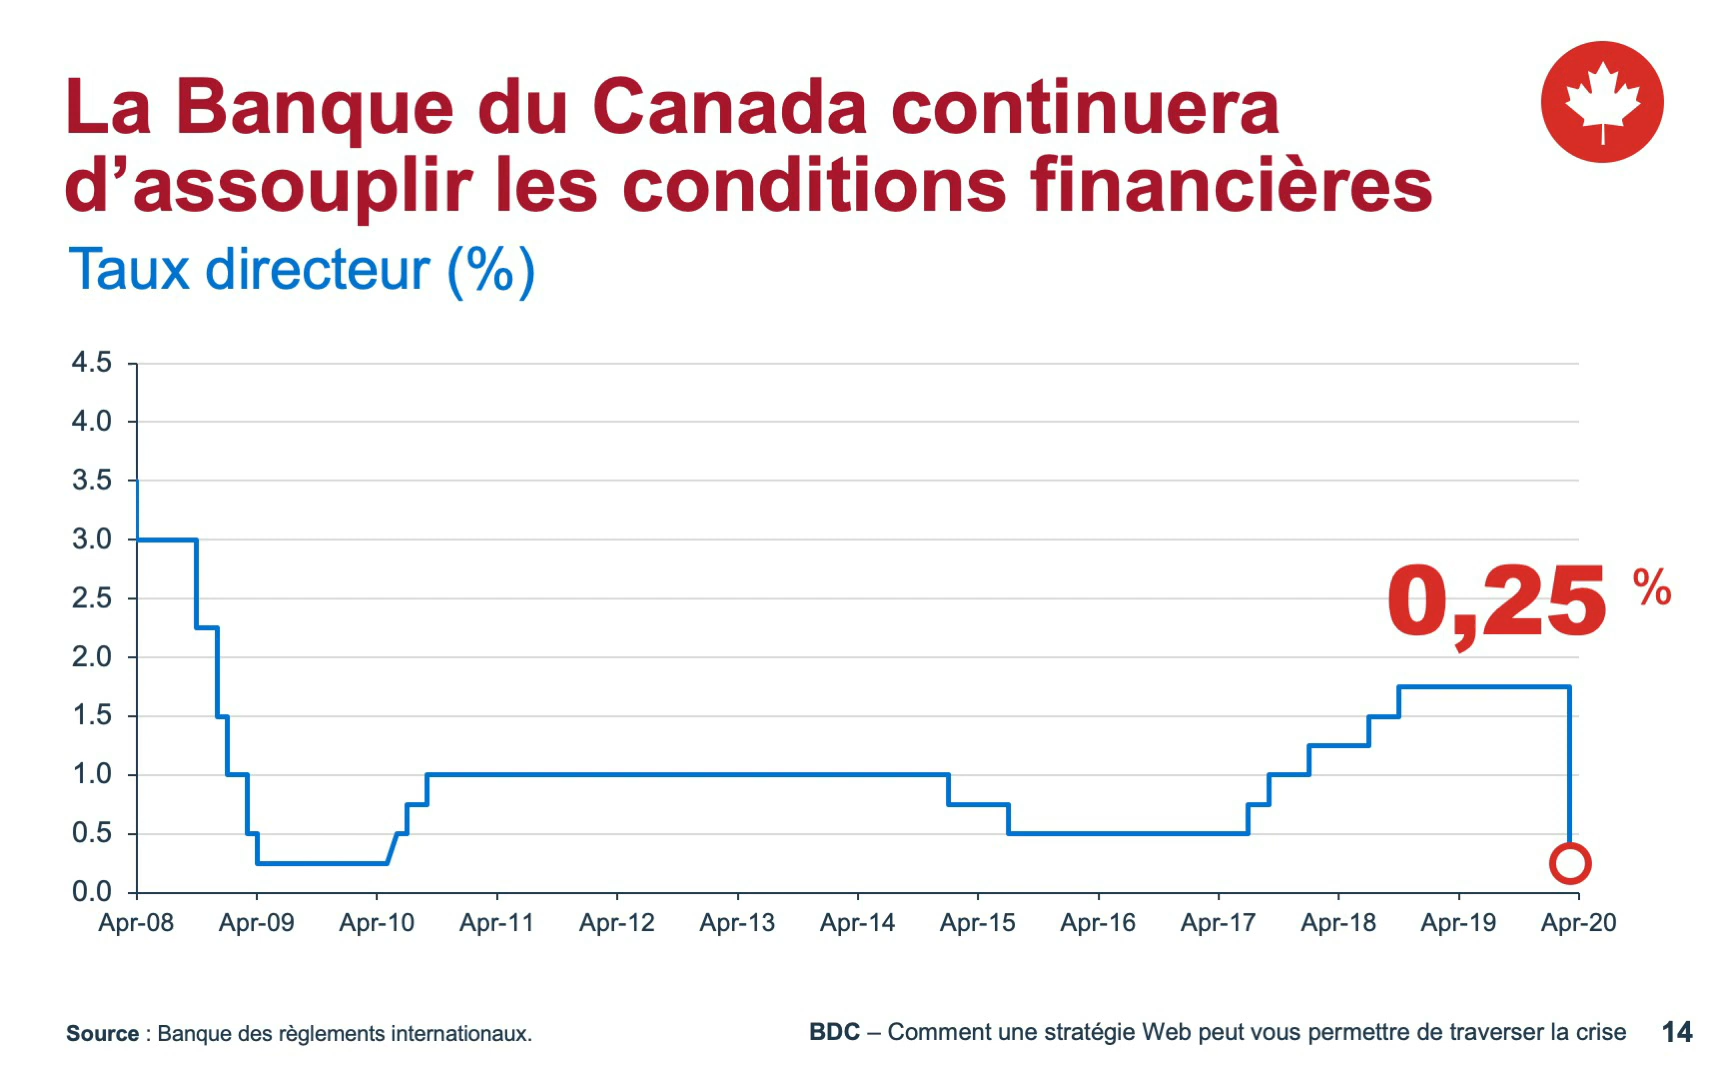 La Banque du Canada continuera
d’assouplir les conditions financières
Taux directeur (%)
4.5
4.0
3.5
3.0
2.5
2.0
1.5
1.0
0.5
0.0
0,25 %
Apr-08 Apr-09 Apr-10 Apr-11 Apr-12 Apr-13 Apr-14 Apr-15 Apr-16 Apr-17 Apr-18 Apr-19 Apr-20
Source : Banque des règlements internationaux.
BDC – Comment une stratégie Web peut vous permettre de traverser la crise 14